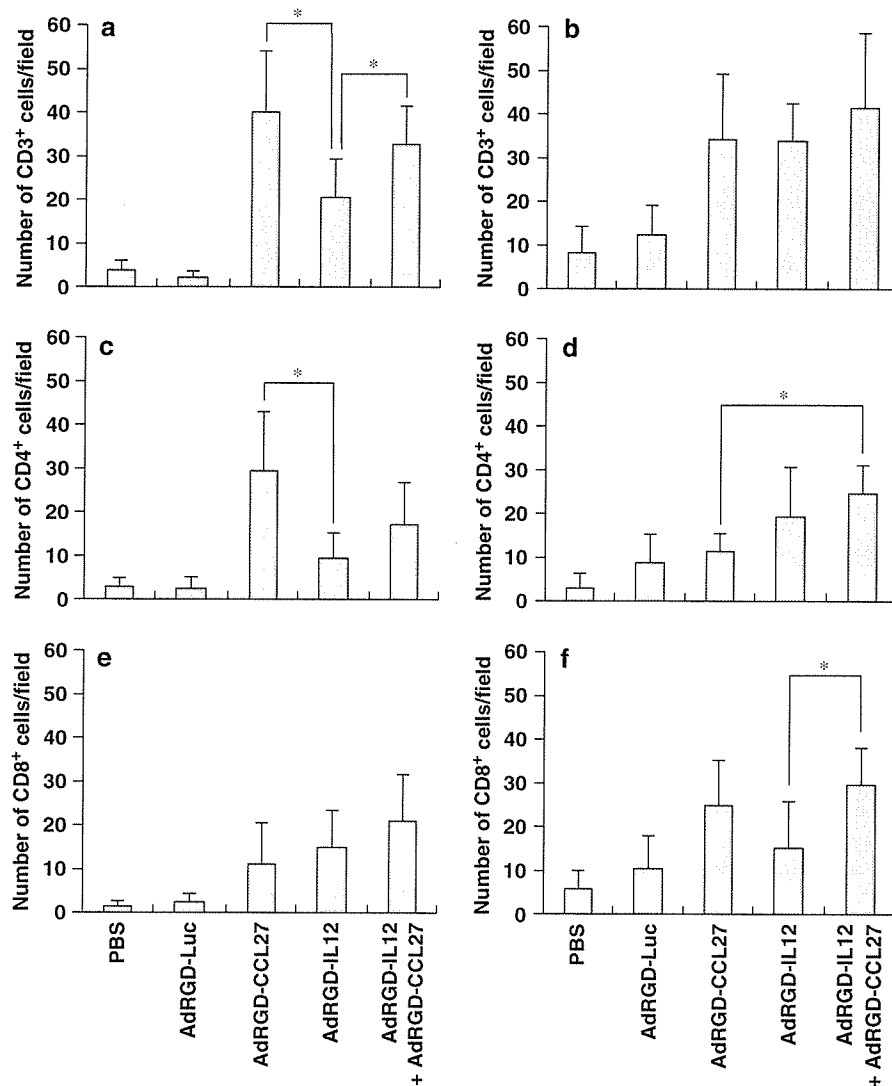 a
Number of CD3+ cells/field
60
50
40
30
20
10
0
*
*
b
Number of CD3+ cells/field
60
50
40
30
20
10
0
c
Number of CD4+ cells/field
60
50
40
30
20
10
0
*
d
Number of CD4+ cells/field
60
50
40
30
20
10
0
*
e
Number of CD8+ cells/field
60
50
40
30
20
10
0
PBS
AdRGD-Luc
AdRGD-CCL27
AdRGD-IL12
AdRGD-IL12
+ AdRGD-CCL27
f
Number of CD8+ cells/field
60
50
40
30
20
10
0
*
PBS
AdRGD-Luc
AdRGD-CCL27
AdRGD-IL12
AdRGD-IL12
+ AdRGD-CCL27